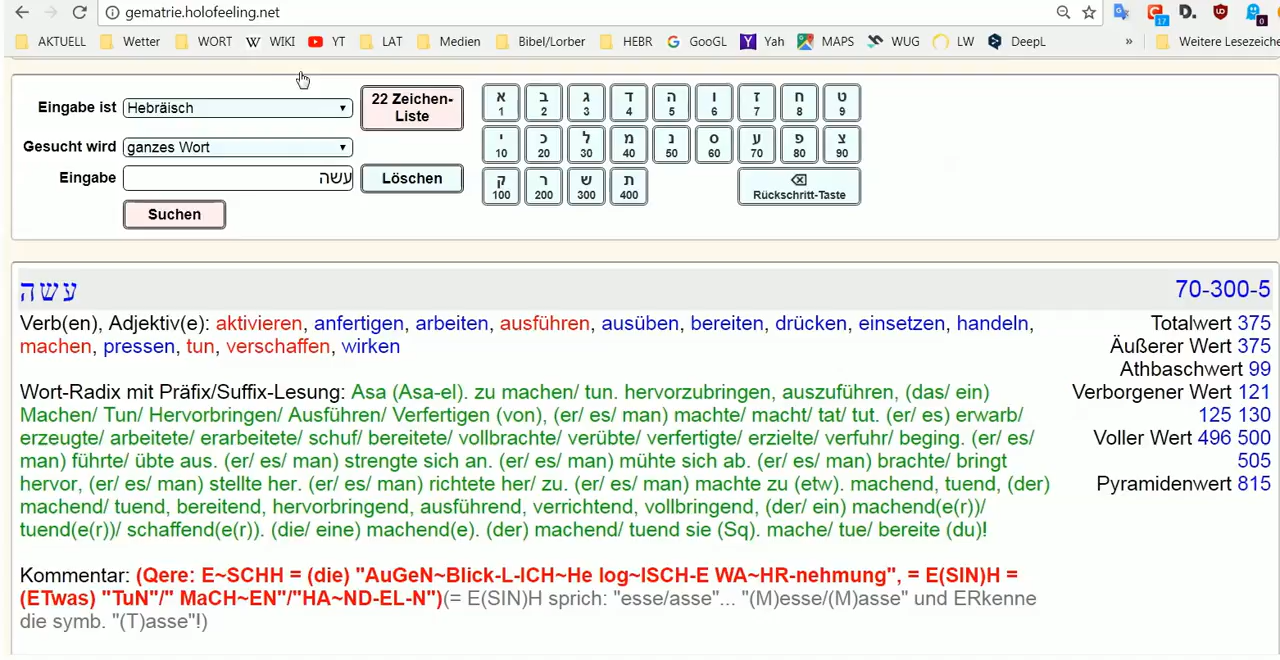 gematrie.holofeeling.net
17 D. 0
AKTUELL Wetter WORT W WIKI YT LAT Medien Bibel/Lorber HEBR G GooGL Y Yah MAPS WUG LW DeepL » Weitere Lesezeiche
Eingabe ist Hebräisch
22 Zeichen-
Liste
Gesucht wird ganzes Wort
Eingabe עשה Löschen
Suchen
א ב ג ד ה ו ז ח ט
1 2 3 4 5 6 7 8 9
י כ ל מ נ ס ע פ צ
10 20 30 40 50 60 70 80 90
ק ר ש ת
100 200 300 400 Rückschritt-Taste
עשה 70-300-5
Verb(en), Adjektiv(e): aktivieren, anfertigen, arbeiten, ausführen, ausüben, bereiten, drücken, einsetzen, handeln,
machen, pressen, tun, verschaffen, wirken
Wort-Radix mit Präfix/Suffix-Lesung: Asa (Asa-el). zu machen/ tun. hervorzubringen, auszuführen, (das/ ein)
Machen/ Tun/ Hervorbringen/ Ausführen/ Verfertigen (von), (er/ es/ man) machte/ macht/ tat/ tut. (er/ es) erwarb/
erzeugte/ arbeitete/ erarbeitete/ schuf/ bereitete/ vollbrachte/ verübte/ verfertigte/ erzielte/ verfuhr/ beging. (er/ es/
man) führte/ übte aus. (er/ es/ man) strengte sich an. (er/ es/ man) mühte sich ab. (er/ es/ man) brachte/ bringt
hervor, (er/ es/ man) stellte her. (er/ es/ man) richtete her/ zu. (er/ es/ man) machte zu (etw). machend, tuend, (der)
machend/ tuend, bereitend, hervorbringend, ausführend, verrichtend, vollbringend, (der/ ein) machend(e(r))/
tuend(e(r))/ schaffend(e(r)). (die/ eine) machend(e). (der) machend/ tuend sie (Sq). mache/ tue/ bereite (du)!
Kommentar: (Qere: E~SCHH = (die) "AuGeN~Blick-L-ICH~He log~ISCH-E WA~HR-nehmung", = E(SIN)H =
(ETwas) "TuN"/" MaCH~EN"/"HA~ND-EL-N")(= E(SIN)H sprich: "esse/asse"... "(M)esse/(M)asse" und ERkenne
die symb. "(T)asse"!)
Totalwert 375
Äußerer Wert 375
Athbaschwert 99
Verborgener Wert 121
125 130
Voller Wert 496 500
505
Pyramidenwert 815